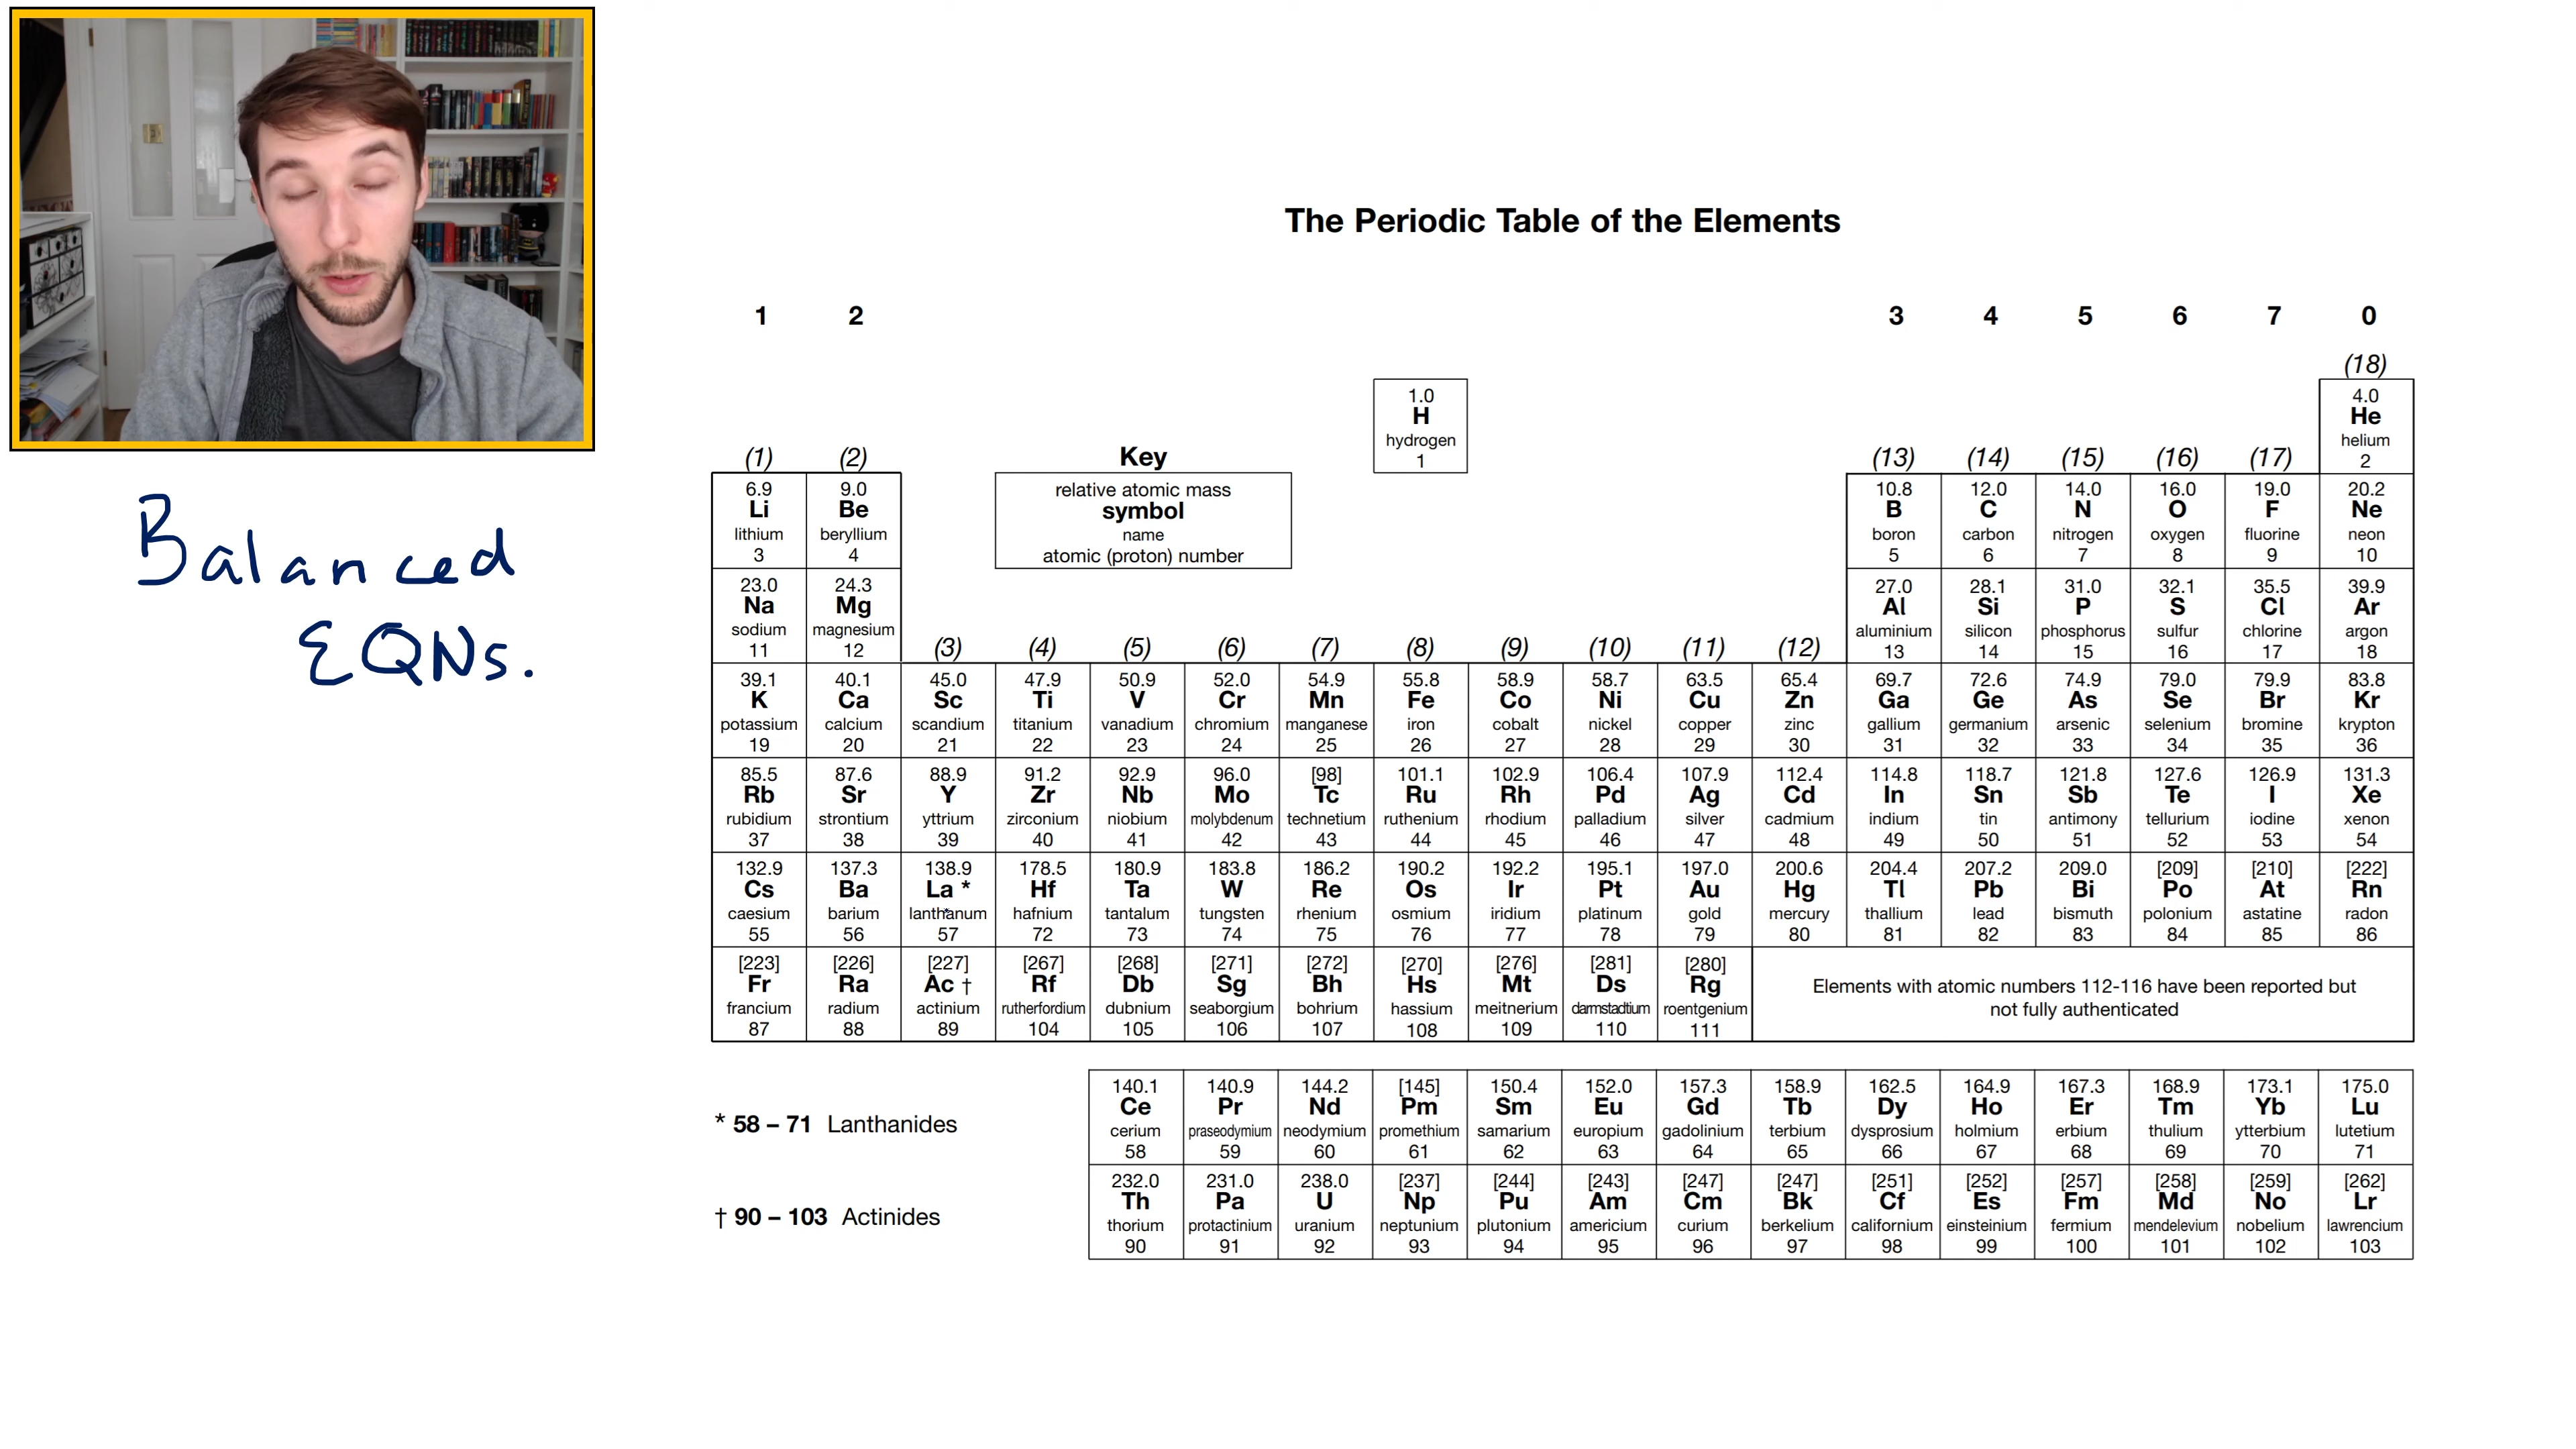 Balanced
EQNs.
The Periodic Table of the Elements
1 2 3 4 5 6 7 0
(18)
1.0 4.0
H He
hydrogen helium
1 2
(1) (2) Key (13) (14) (15) (16) (17)
relative atomic mass
symbol
name
atomic (proton) number
6.9 9.0 10.8 12.0 14.0 16.0 19.0 20.2
Li Be B C N O F Ne
lithium beryllium boron carbon nitrogen oxygen fluorine neon
3 4 5 6 7 8 9 10
23.0 24.3 27.0 28.1 31.0 32.1 35.5 39.9
Na Mg Al Si P S Cl Ar
sodium magnesium aluminium silicon phosphorus sulfur chlorine argon
11 12 13 14 15 16 17 18
(3) (4) (5) (6) (7) (8) (9) (10) (11) (12)
39.1 40.1 45.0 47.9 50.9 52.0 54.9 55.8 58.9 58.7 63.5 65.4 69.7 72.6 74.9 79.0 79.9 83.8
K Ca Sc Ti V Cr Mn Fe Co Ni Cu Zn Ga Ge As Se Br Kr
potassium calcium scandium titanium vanadium chromium manganese iron cobalt nickel copper zinc gallium germanium arsenic selenium bromine krypton
19 20 21 22 23 24 25 26 27 28 29 30 31 32 33 34 35 36
85.5 87.6 88.9 91.2 92.9 96.0 [98] 101.1 102.9 106.4 107.9 112.4 114.8 118.7 121.8 127.6 126.9 131.3
Rb Sr Y Zr Nb Mo Tc Ru Rh Pd Ag Cd In Sn Sb Te I Xe
rubidium strontium yttrium zirconium niobium molybdenum technetium ruthenium rhodium palladium silver cadmium indium tin antimony tellurium iodine xenon
37 38 39 40 41 42 43 44 45 46 47 48 49 50 51 52 53 54
132.9 137.3 138.9 178.5 180.9 183.8 186.2 190.2 192.2 195.1 197.0 200.6 204.4 207.2 209.0 [209] [210] [222]
Cs Ba La * Hf Ta W Re Os Ir Pt Au Hg Tl Pb Bi Po At Rn
caesium barium lanthanum hafnium tantalum tungsten rhenium osmium iridium platinum gold mercury thallium lead bismuth polonium astatine radon
55 56 57 72 73 74 75 76 77 78 79 80 81 82 83 84 85 86
[223] [226] [227] [267] [268] [271] [272] [270] [276] [281] [280]
Fr Ra Ac † Rf Db Sg Bh Hs Mt Ds Rg
francium radium actinium rutherfordium dubnium seaborgium bohrium hassium meitnerium darmstadtium roentgenium
87 88 89 104 105 106 107 108 109 110 111
Elements with atomic numbers 112-116 have been reported but
not fully authenticated
* 58 – 71 Lanthanides
140.1 140.9 144.2 [145] 150.4 152.0 157.3 158.9 162.5 164.9 167.3 168.9 173.1 175.0
Ce Pr Nd Pm Sm Eu Gd Tb Dy Ho Er Tm Yb Lu
cerium praseodymium neodymium promethium samarium europium gadolinium terbium dysprosium holmium erbium thulium ytterbium lutetium
58 59 60 61 62 63 64 65 66 67 68 69 70 71
† 90 – 103 Actinides
232.0 231.0 238.0 [237] [244] [243] [247] [247] [251] [252] [257] [258] [259] [262]
Th Pa U Np Pu Am Cm Bk Cf Es Fm Md No Lr
thorium protactinium uranium neptunium plutonium americium curium berkelium californium einsteinium fermium mendelevium nobelium lawrencium
90 91 92 93 94 95 96 97 98 99 100 101 102 103